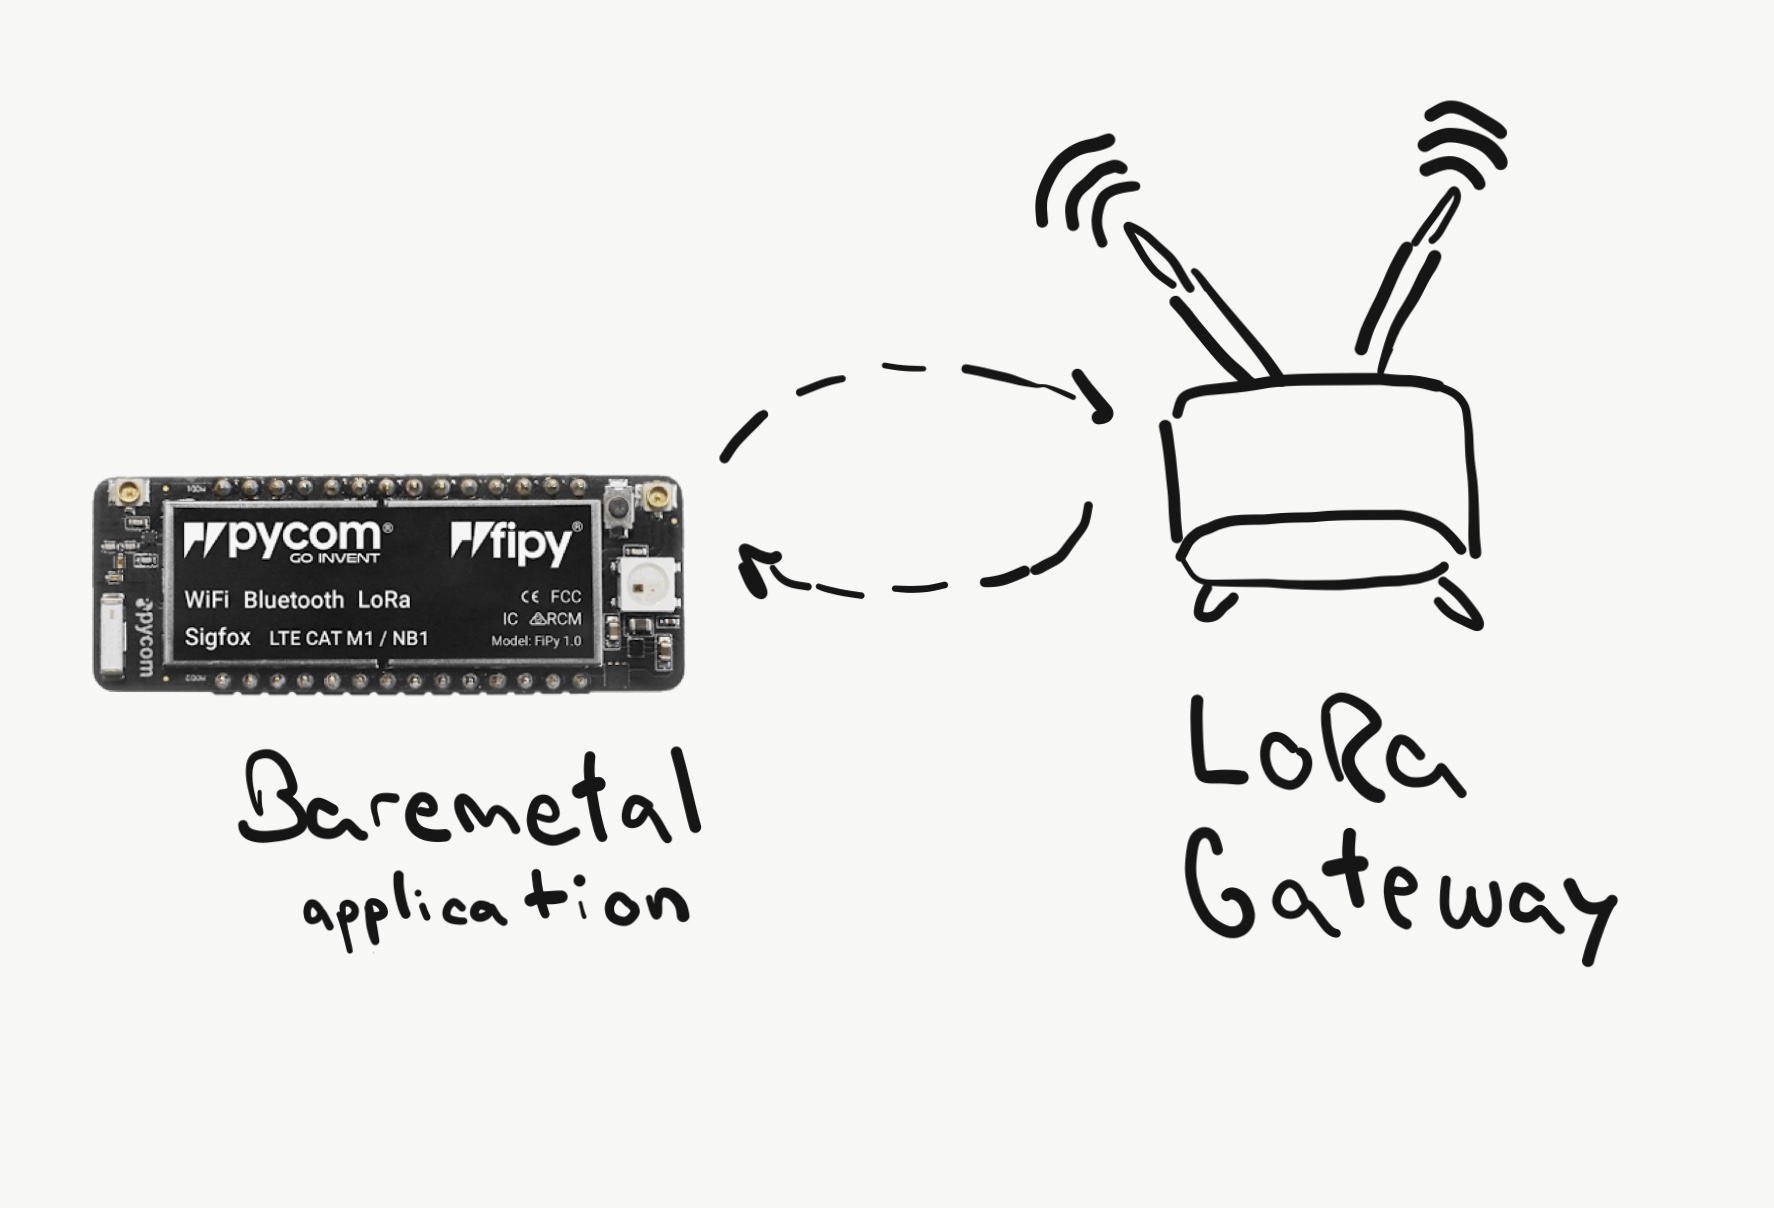 pycom® fipy®
GO INVENT
WiFi Bluetooth LoRa CE FCC
IC RCM
Sigfox LTE CAT M1 / NB1 Model: FiPy 1.0
pycom
Baremetal
application
LoRa
Gateway